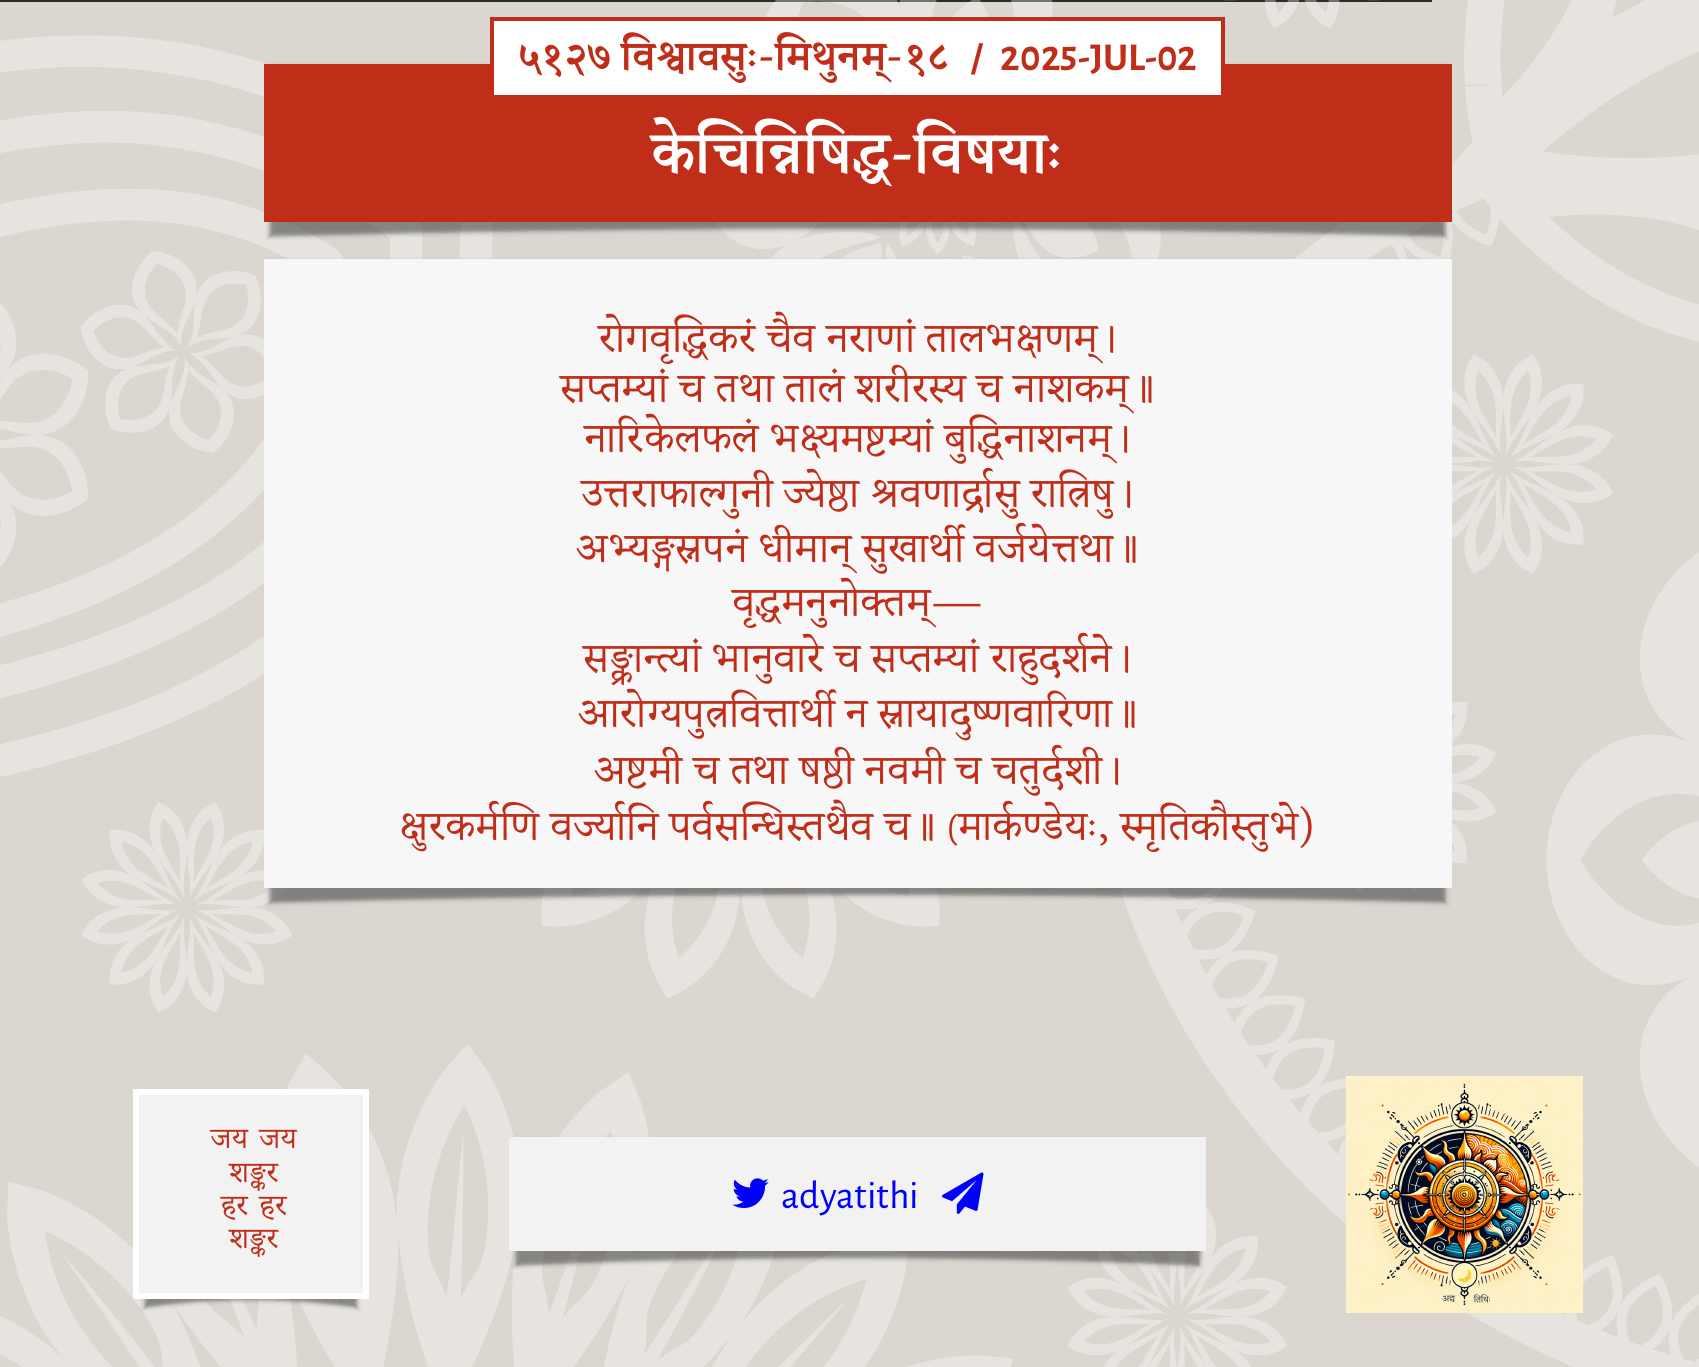 ५१२७ विश्वावसुः-मिथुनम्-१८ / 2025-JUL-02
केचिन्निषिद्ध-विषयाः
रोगवृद्धिकरं चैव नराणां तालभक्षणम्।
सप्तम्यां च तथा तालं शरीरस्य च नाशकम्॥
नारिकेलफलं भक्ष्यमष्टम्यां बुद्धिनाशनम्।
उत्तराफाल्गुनी ज्येष्ठा श्रवणार्द्रासु रात्रिषु।
अभ्यङ्गस्नपनं धीमान् सुखार्थी वर्जयेत्तथा॥
वृद्धमनुनोक्तम्—
सङ्क्रान्त्यां भानुवारे च सप्तम्यां राहुदर्शने।
आरोग्यपुत्रवित्तार्थी न स्नायादुष्णवारिणा॥
अष्टमी च तथा षष्ठी नवमी च चतुर्दशी।
क्षुरकर्मणि वर्ज्यानि पर्वसन्धिस्तथैव च॥ (मार्कण्डेयः, स्मृतिकौस्तुभे)
जय जय
शङ्कर
हर हर
शङ्कर
adyatithi
अद्य तिथिः